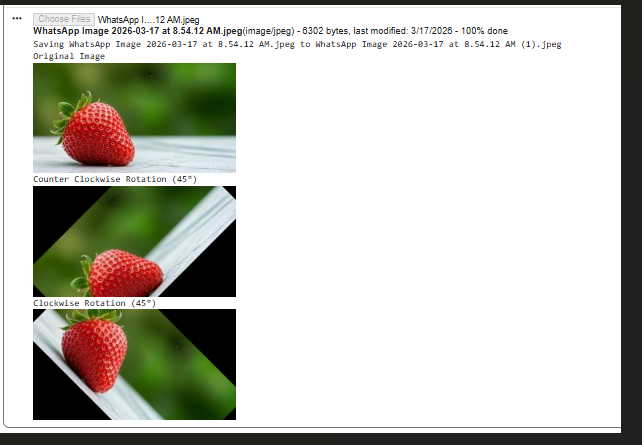 Choose Files WhatsApp I....12 AM.jpeg
WhatsApp Image 2026-03-17 at 8.54.12 AM.jpeg(image/jpeg) - 6302 bytes, last modified: 3/17/2026 - 100% done
Saving WhatsApp Image 2026-03-17 at 8.54.12 AM.jpeg to WhatsApp Image 2026-03-17 at 8.54.12 AM (1).jpeg
Original Image
Counter Clockwise Rotation (45°)
Clockwise Rotation (45°)